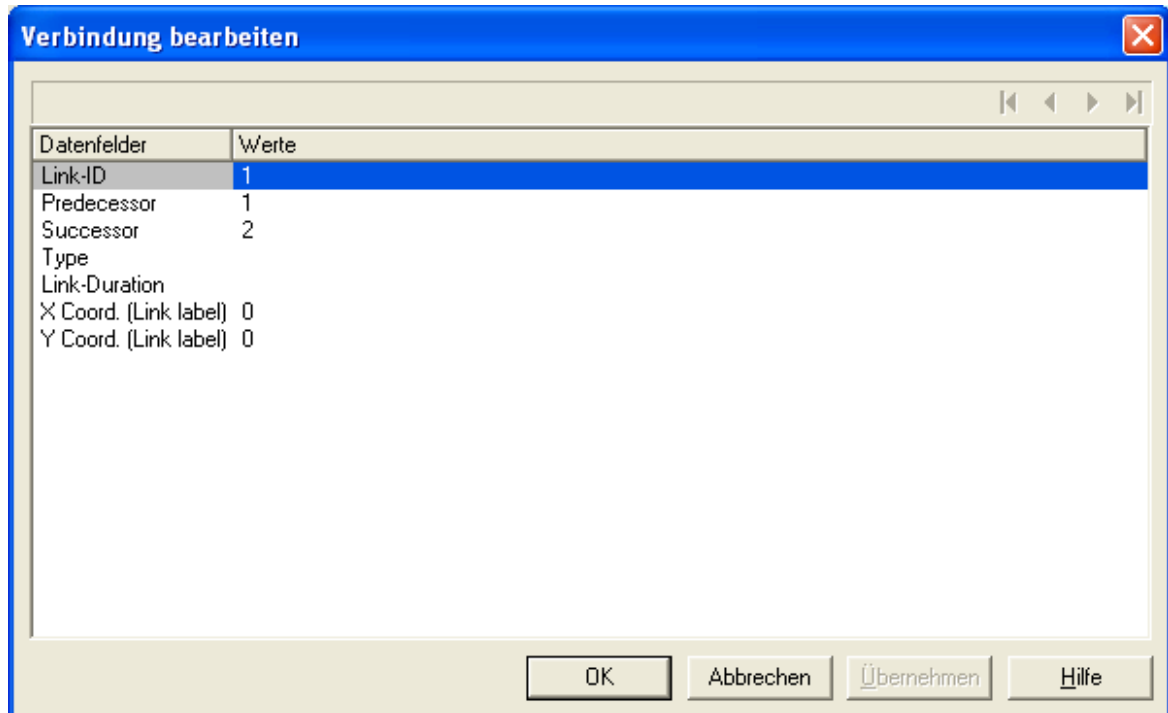 Verbindung bearbeiten
Datenfelder Werte
Link-ID 1
Predecessor 1
Successor 2
Type
Link-Duration
X Coord. (Link label) 0
Y Coord. (Link label) 0
OK Abbrechen Übernehmen Hilfe